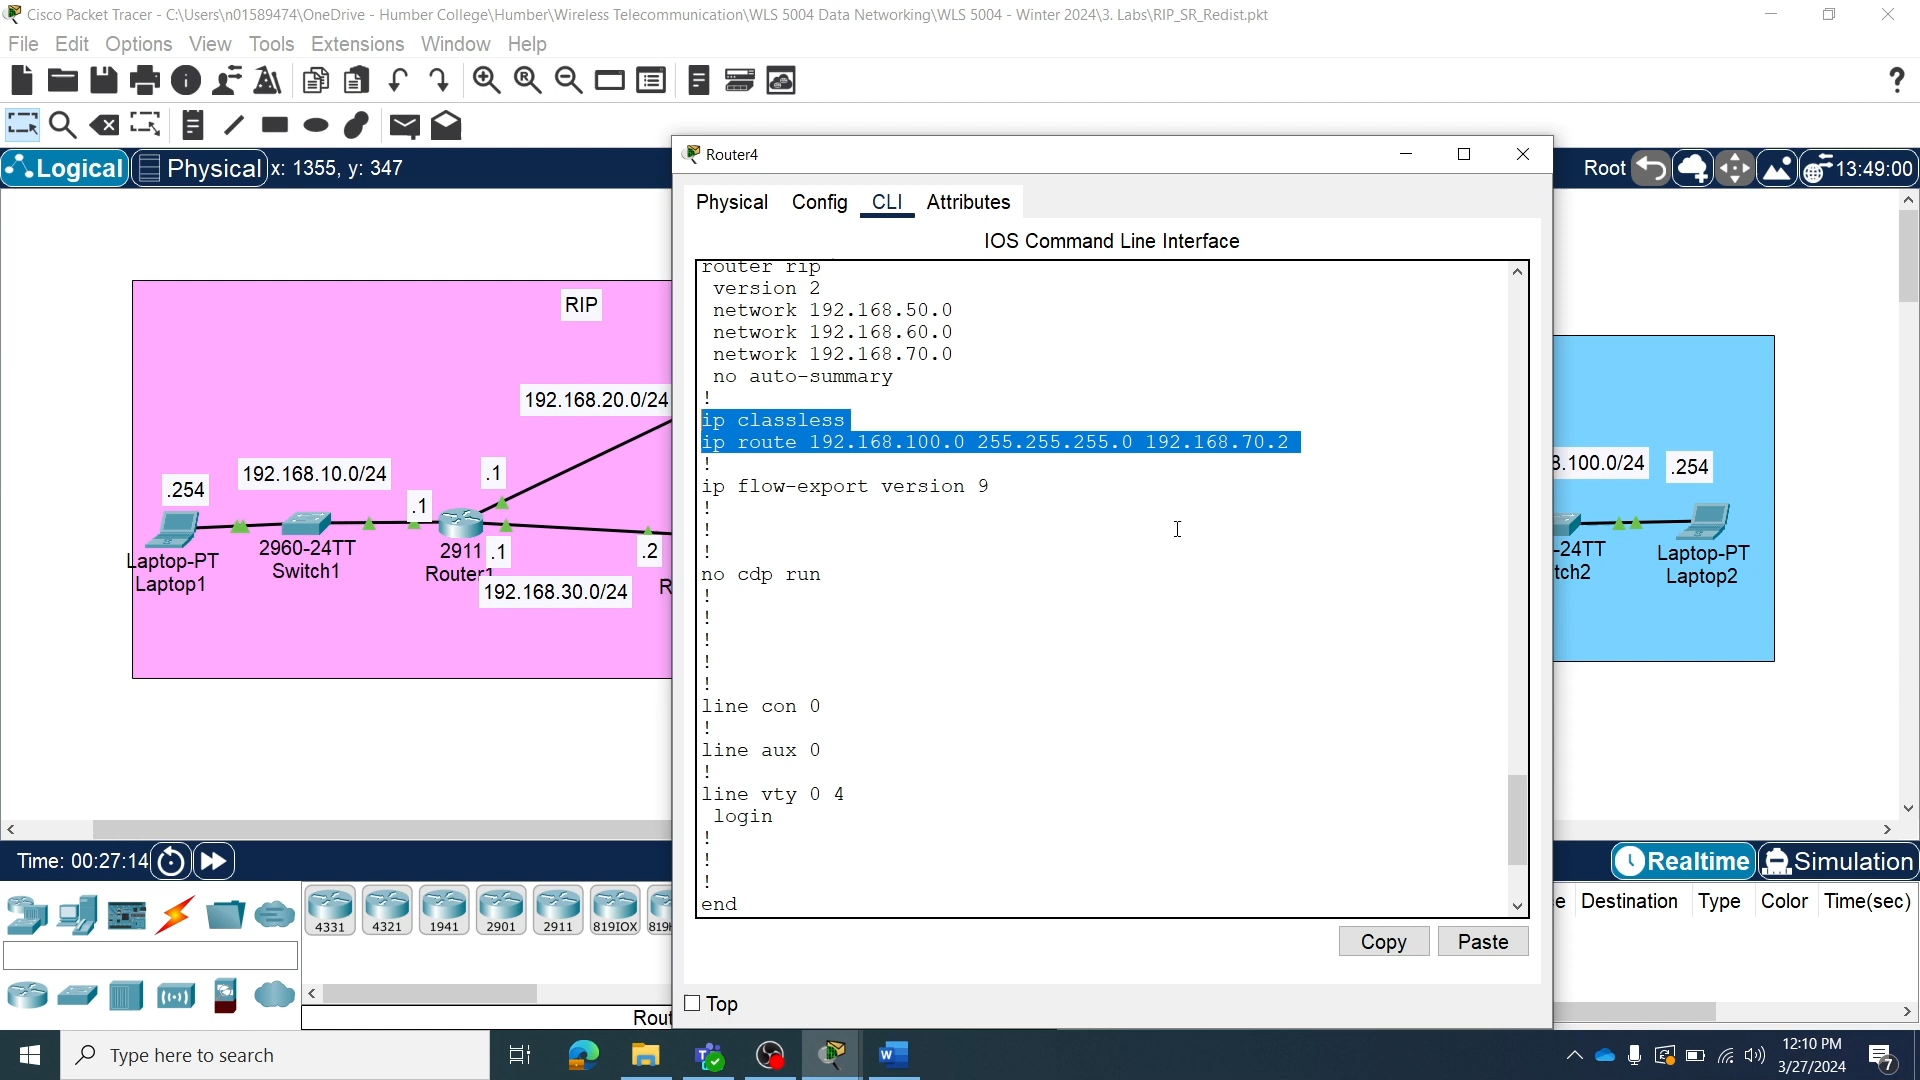 Cisco Packet Tracer - C:\Users\n01589474\OneDrive - Humber College\Humber\Wireless Telecommunication\WLS 5004 Data Networking\WLS 5004 - Winter 2024\3. Labs\RIP_SR_Redist.pkt
File Edit Options View Tools Extensions Window Help
Logical Physical x: 1355, y: 347
Root 13:49:00
Router4
Physical Config CLI Attributes
IOS Command Line Interface
router rip
version 2
network 192.168.50.0
network 192.168.60.0
network 192.168.70.0
no auto-summary
!
ip classless
ip route 192.168.100.0 255.255.255.0 192.168.70.2
!
ip flow-export version 9
!
!
!
no cdp run
!
!
!
!
!
line con 0
!
line aux 0
!
line vty 0 4
login
!
!
!
end
Copy Paste
Top
RIP
192.168.20.0/24
192.168.10.0/24
.254
.1
.1
Laptop-PT
Laptop1
2960-24TT
Switch1
2911
Router1
.1
.2
R
192.168.30.0/24
8.100.0/24
.254
-24TT
tch2
Laptop-PT
Laptop2
Time: 00:27:14
Realtime Simulation
4331 4321 1941 2901 2911 819IOX 819H
Rout
e Destination Type Color Time(sec)
Type here to search
12:10 PM
3/27/2024
7